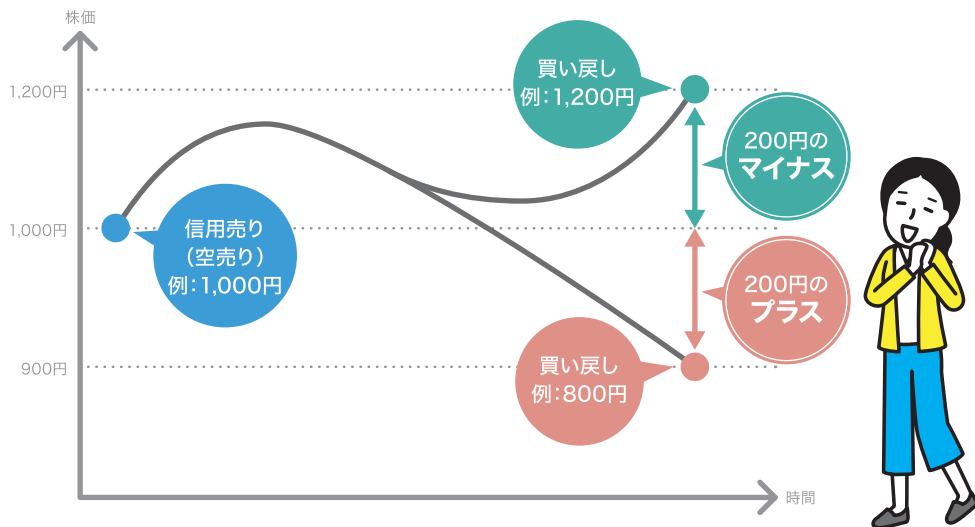 株価
1,200円
1,000円
900円
時間
信用売り
（空売り）
例：1,000円
買い戻し
例：1,200円
200円の
マイナス
200円の
プラス
買い戻し
例：800円